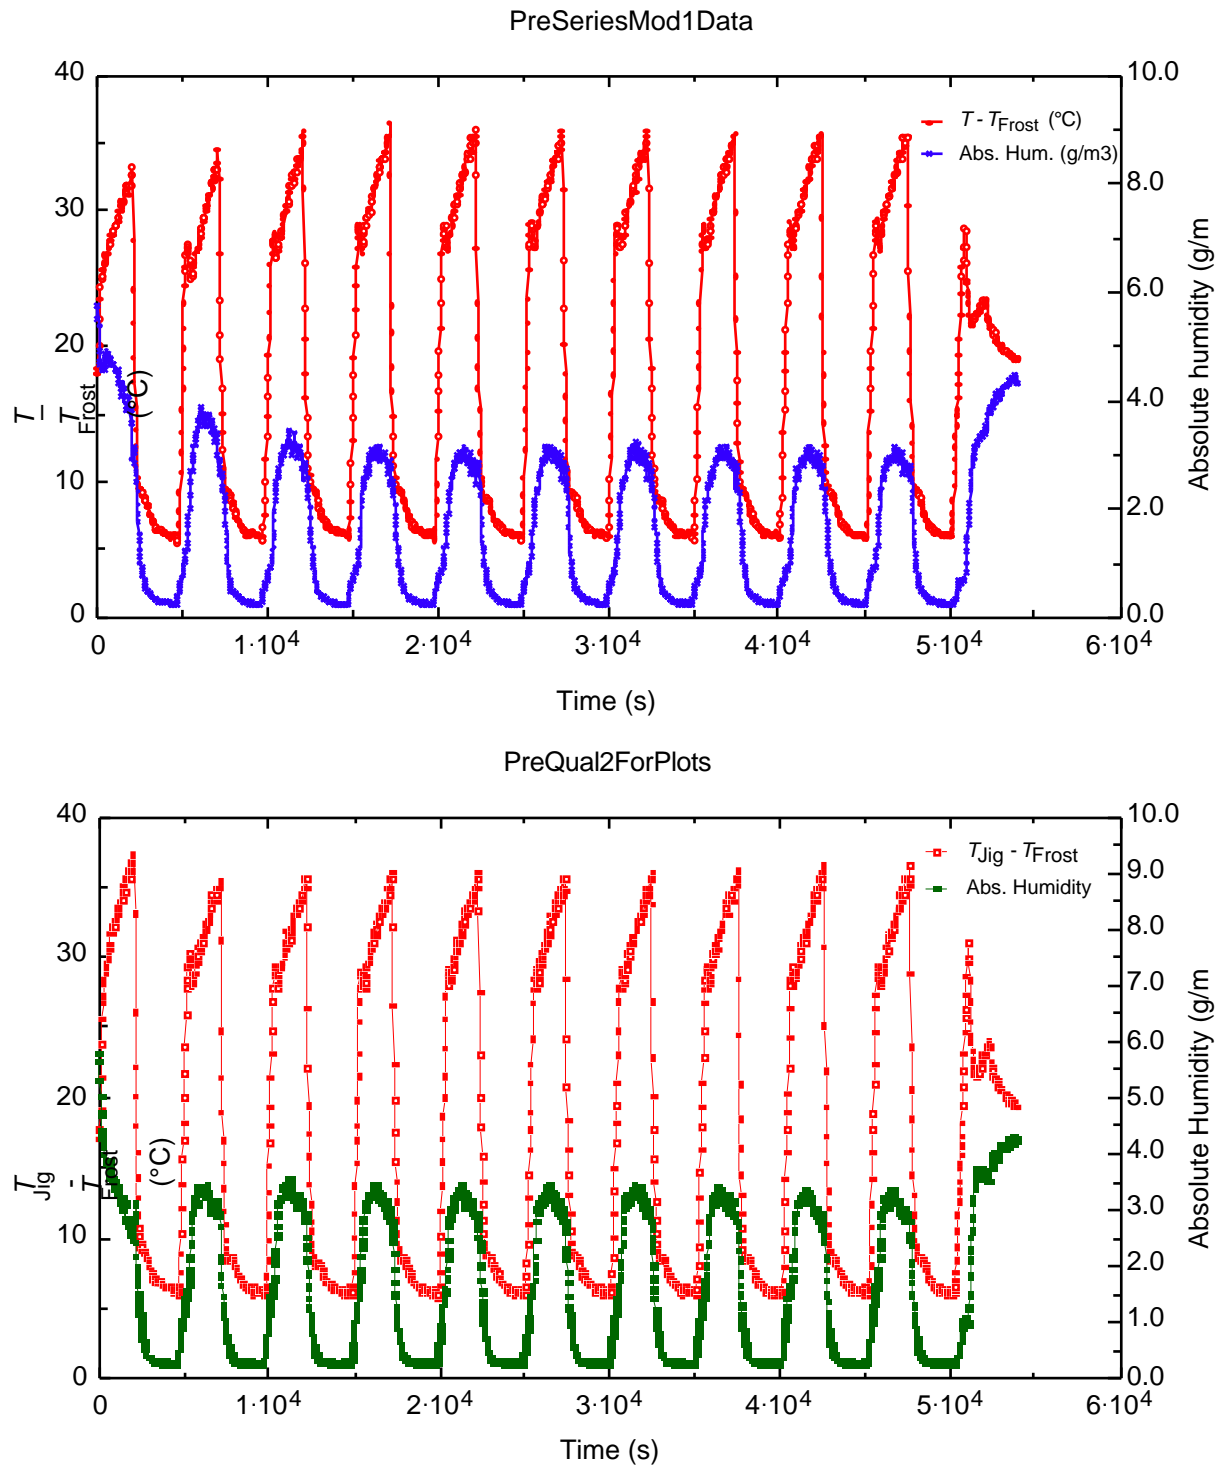 PreSeriesMod1Data
40
30
20
10
0
10.0
8.0
6.0
4.0
2.0
0.0
T - TFrost (°C)
Abs. Hum. (g/m3)
T – TFrost (°C)
Absolute humidity (g/m
0 1·10⁴ 2·10⁴ 3·10⁴ 4·10⁴ 5·10⁴ 6·10⁴
Time (s)
PreQual2ForPlots
40
30
20
10
0
10.0
9.0
8.0
7.0
6.0
5.0
4.0
3.0
2.0
1.0
0.0
TJig - TFrost
Abs. Humidity
TJig - TFrost (°C)
Absolute Humidity (g/m
0 1·10⁴ 2·10⁴ 3·10⁴ 4·10⁴ 5·10⁴ 6·10⁴
Time (s)